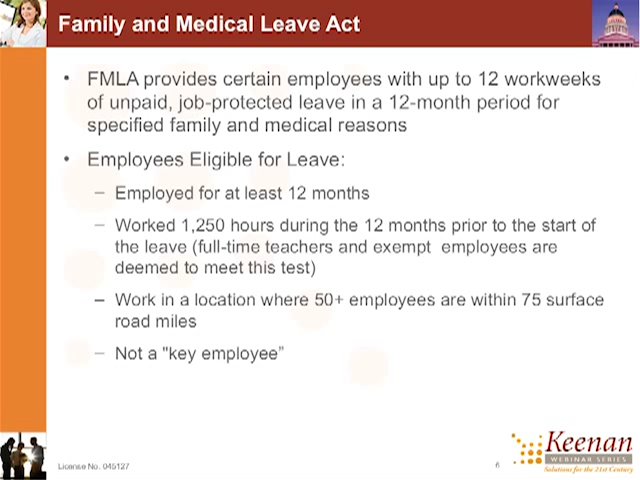 Family and Medical Leave Act
• FMLA provides certain employees with up to 12 workweeks
of unpaid, job-protected leave in a 12-month period for
specified family and medical reasons
• Employees Eligible for Leave:
– Employed for at least 12 months
– Worked 1,250 hours during the 12 months prior to the start of
the leave (full-time teachers and exempt employees are
deemed to meet this test)
– Work in a location where 50+ employees are within 75 surface
road miles
– Not a "key employee”
Keenan
WEBINAR SERIES
Solutions for the 21st Century
License No. 045127
6